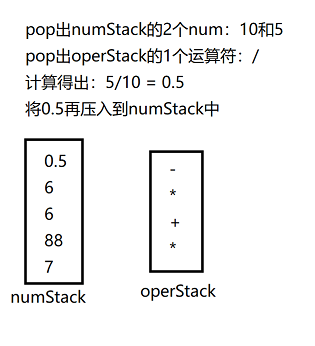 pop出numStack的2个num：10和5
pop出operStack的1个运算符：/
计算得出：5/10 = 0.5
将0.5再压入到numStack中
0.5
6
6
88
7
numStack
-
*
+
*
operStack